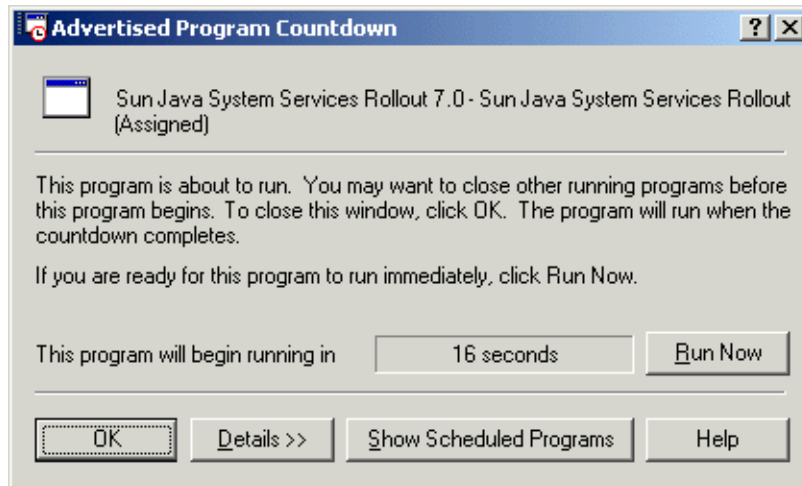 Advertised Program Countdown
Sun Java System Services Rollout 7.0 - Sun Java System Services Rollout
(Assigned)
This program is about to run. You may want to close other running programs before
this program begins. To close this window, click OK. The program will run when the
countdown completes.
If you are ready for this program to run immediately, click Run Now.
This program will begin running in 16 seconds Run Now
OK Details >> Show Scheduled Programs Help